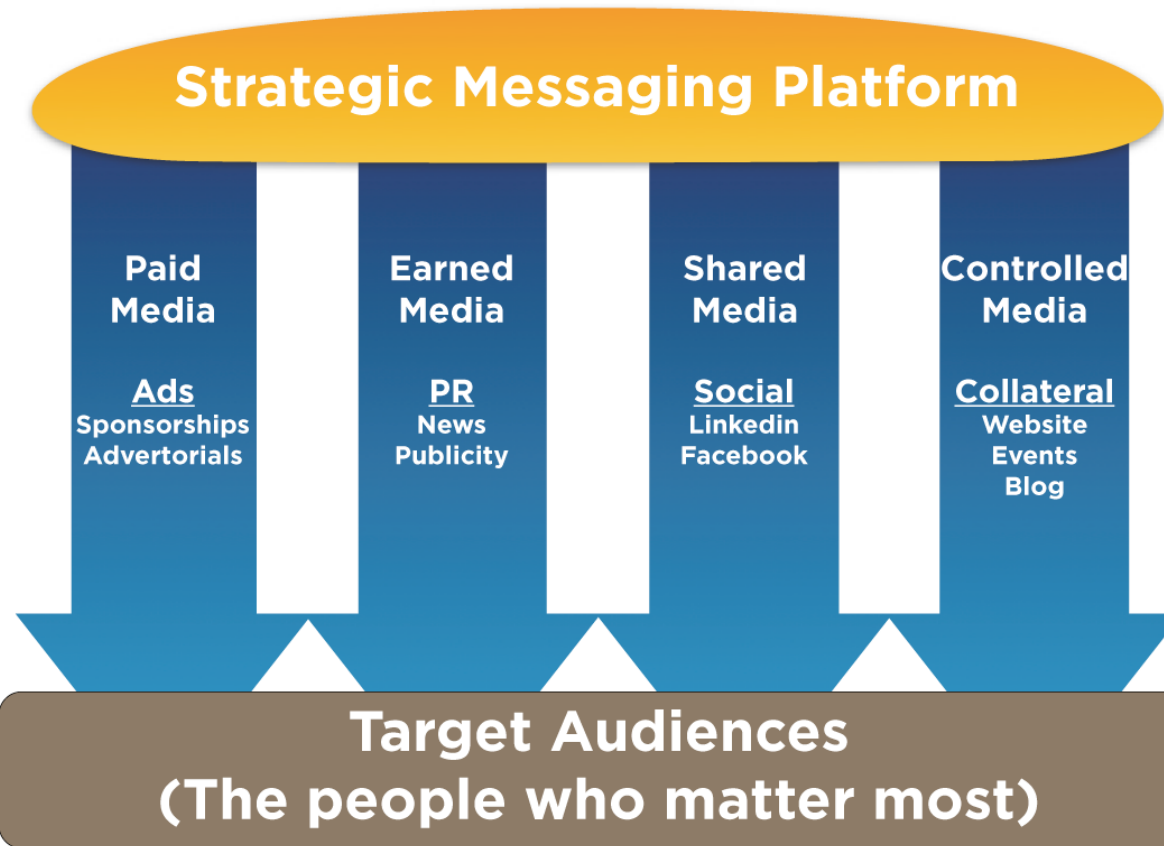 Strategic Messaging Platform
Paid
Media
Ads
Sponsorships
Advertorials
Earned
Media
PR
News
Publicity
Shared
Media
Social
Linkedin
Facebook
Controlled
Media
Collateral
Website
Events
Blog
Target Audiences
(The people who matter most)